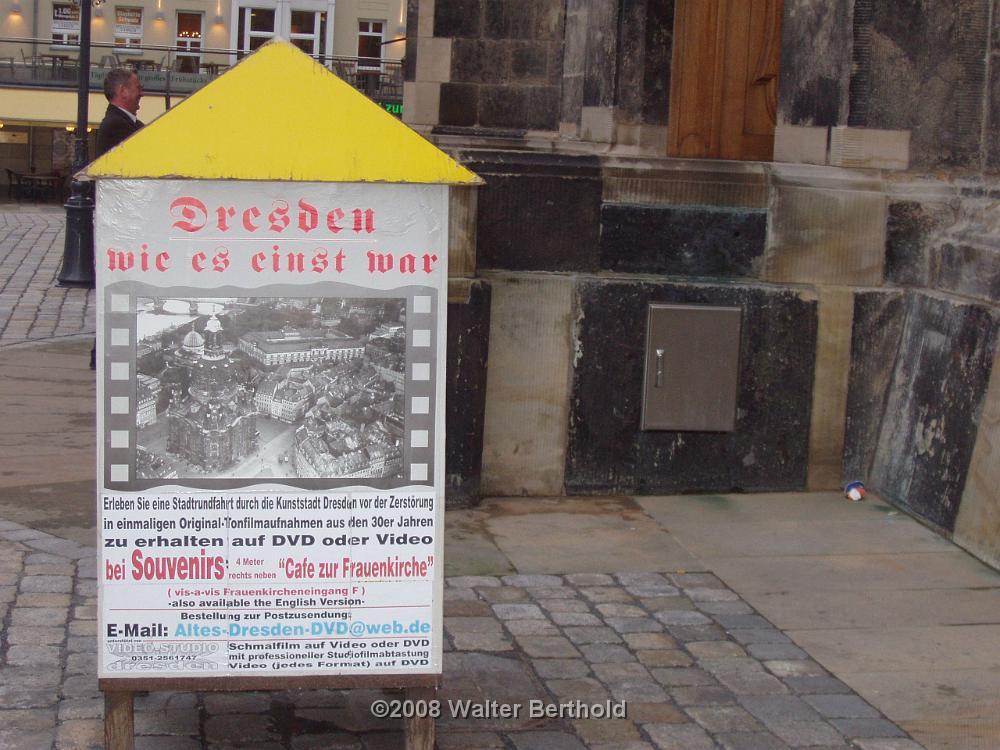 Dresden
wie es einst war
Erleben Sie eine Stadtrundfahrt durch die Kunststadt Dresden vor der Zerstörung
in einmaligen Original-Tonfilmaufnahmen aus den 30er Jahren
zu erhalten auf DVD oder Video
bei Souvenirs 4 Meter rechts neben "Cafe zur Frauenkirche"
( vis-a-vis Frauenkircheneingang F )
-also available the English Version-
Bestellung zur Postzusendung:
E-Mail: Altes-Dresden-DVD@web.de
VIDEO-STUDIO
0351-2561747
dresden
Schmalfilm auf Video oder DVD
mit professioneller Studiofilmabtastung
Video (jedes Format) auf DVD
©2008 Walter Berthold